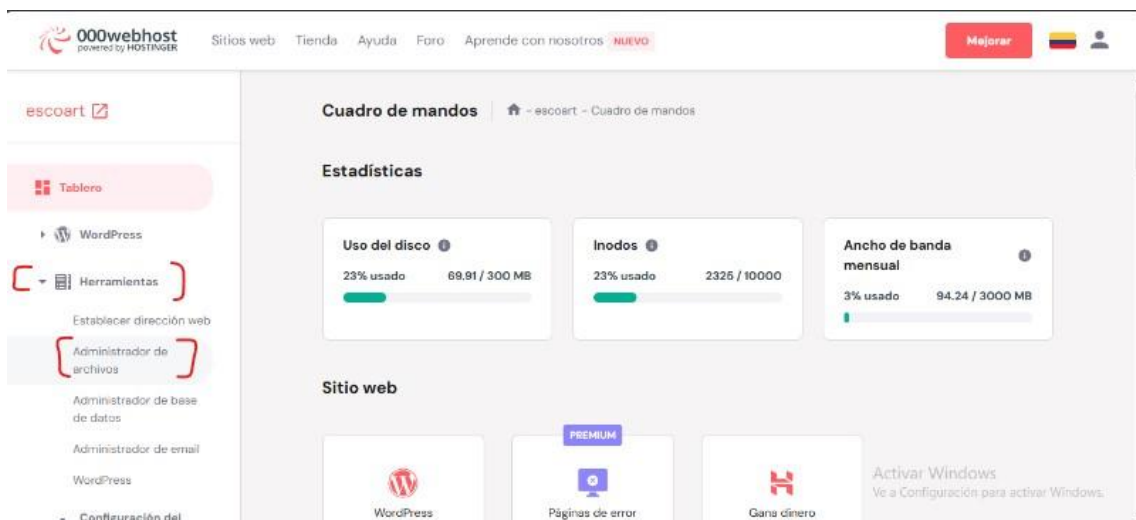 000webhost
powered by HOSTINGER
Sitios web Tienda Ayuda Foro Aprende con nosotros NUEVO
Mejorar
escoart
Cuadro de mandos - escoart - Cuadro de mandos
Tablero
WordPress
Herramientas
Establecer dirección web
Administrador de
archivos
Administrador de base
de datos
Administrador de email
WordPress
Configuración del
Estadísticas
Uso del disco
23% usado 69.91 / 300 MB
Inodos
23% usado 2325 / 10000
Ancho de banda
mensual
3% usado 94.24 / 3000 MB
Sitio web
WordPress
PREMIUM
Páginas de error
Gana dinero
Activar Windows
Ve a Configuración para activar Windows.